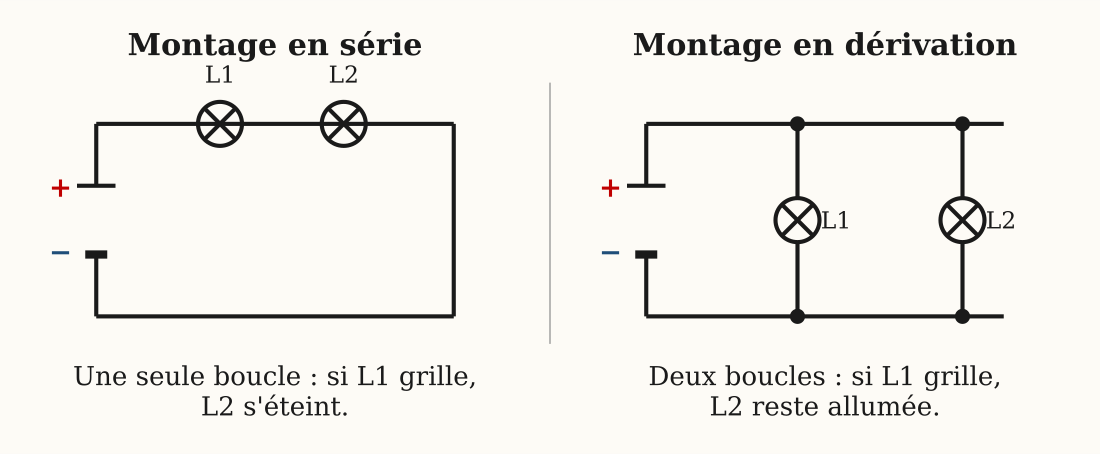 Montage en série
L1
L2
+
–
Une seule boucle : si L1 grille,
L2 s'éteint.
Montage en dérivation
+
–
L1
L2
Deux boucles : si L1 grille,
L2 reste allumée.